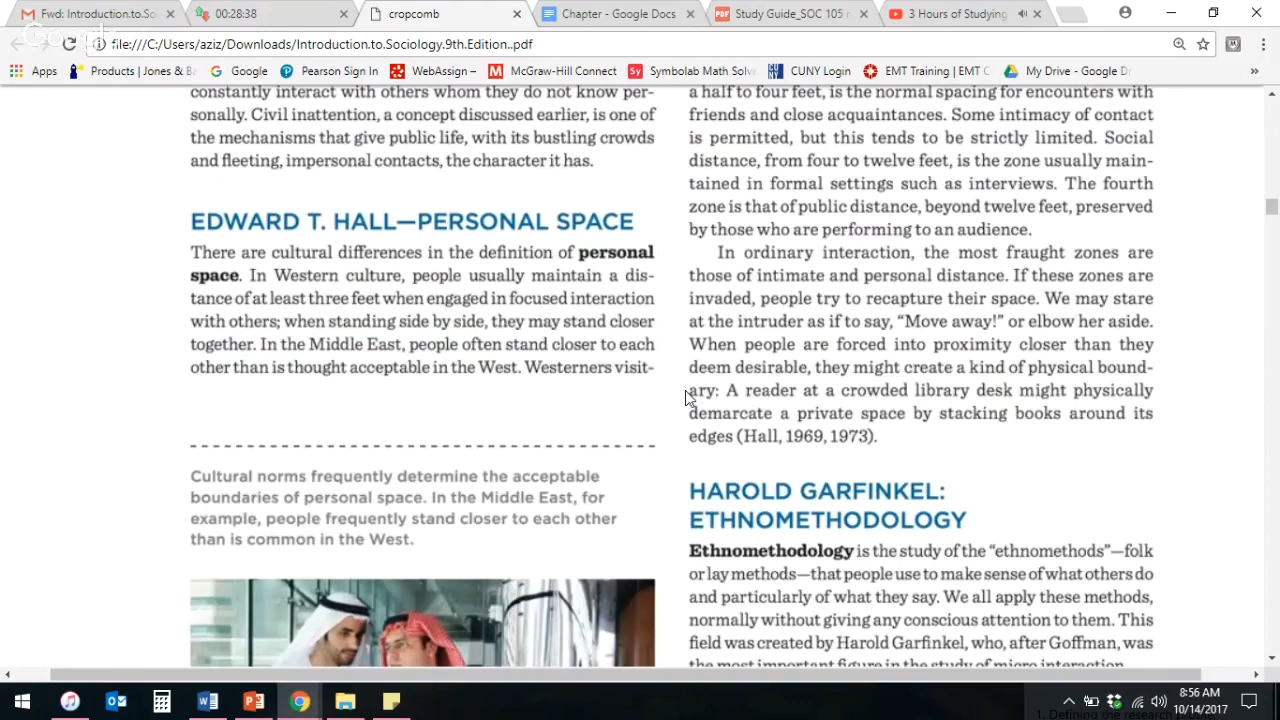 Fwd: Introduction.to.So
00:28:38
cropcomb
Chapter - Google Docs
Study Guide_SOC 105 m
3 Hours of Studying
file:///C:/Users/aziz/Downloads/Introduction.to.Sociology.9th.Edition..pdf
Apps
Products | Jones & Ba
Google
Pearson Sign In
WebAssign –
McGraw-Hill Connect
Symbolab Math Solv
CUNY Login
EMT Training | EMT C
My Drive - Google Dr
constantly interact with others whom they do not know per-
sonally. Civil inattention, a concept discussed earlier, is one of
the mechanisms that give public life, with its bustling crowds
and fleeting, impersonal contacts, the character it has.
EDWARD T. HALL—PERSONAL SPACE
There are cultural differences in the definition of personal
space. In Western culture, people usually maintain a dis-
tance of at least three feet when engaged in focused interaction
with others; when standing side by side, they may stand closer
together. In the Middle East, people often stand closer to each
other than is thought acceptable in the West. Westerners visit-
Cultural norms frequently determine the acceptable
boundaries of personal space. In the Middle East, for
example, people frequently stand closer to each other
than is common in the West.
a half to four feet, is the normal spacing for encounters with
friends and close acquaintances. Some intimacy of contact
is permitted, but this tends to be strictly limited. Social
distance, from four to twelve feet, is the zone usually main-
tained in formal settings such as interviews. The fourth
zone is that of public distance, beyond twelve feet, preserved
by those who are performing to an audience.
In ordinary interaction, the most fraught zones are
those of intimate and personal distance. If these zones are
invaded, people try to recapture their space. We may stare
at the intruder as if to say, “Move away!” or elbow her aside.
When people are forced into proximity closer than they
deem desirable, they might create a kind of physical bound-
ary: A reader at a crowded library desk might physically
demarcate a private space by stacking books around its
edges (Hall, 1969, 1973).
HAROLD GARFINKEL:
ETHNOMETHODOLOGY
Ethnomethodology is the study of the “ethnomethods”—folk
or lay methods—that people use to make sense of what others do
and particularly of what they say. We all apply these methods,
normally without giving any conscious attention to them. This
field was created by Harold Garfinkel, who, after Goffman, was
the most important figure in the study of micro interaction.
8:56 AM
10/14/2017